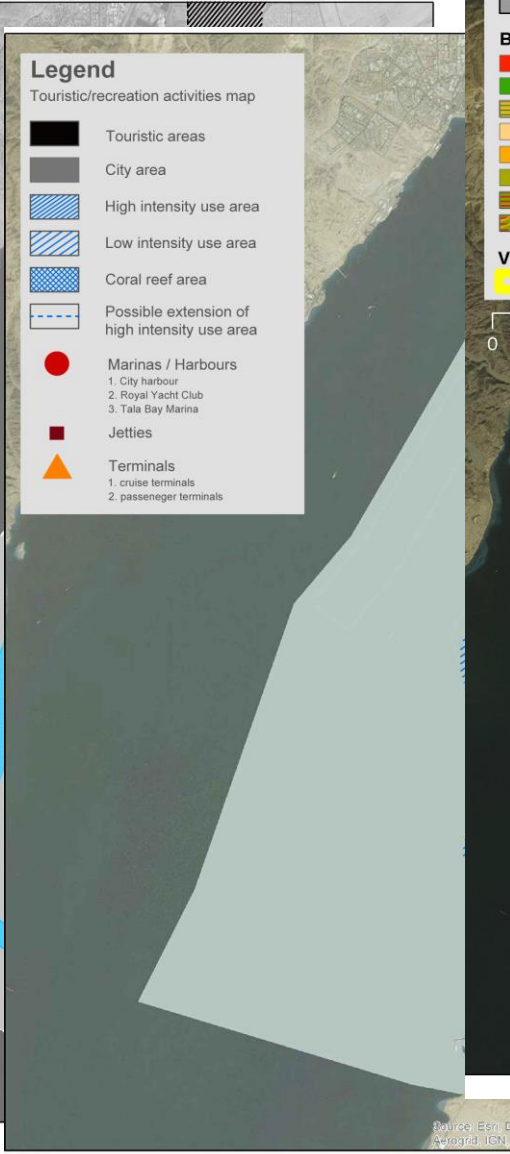 Legend
Touristic/recreation activities map
Touristic areas
City area
High intensity use area
Low intensity use area
Coral reef area
Possible extension of
high intensity use area
Marinas / Harbours
1. City harbour
2. Royal Yacht Club
3. Tala Bay Marina
Jetties
Terminals
1. cruise terminals
2. passeneger terminals
B
V
0
Source: Esri, D
Aerogrid, IGN,